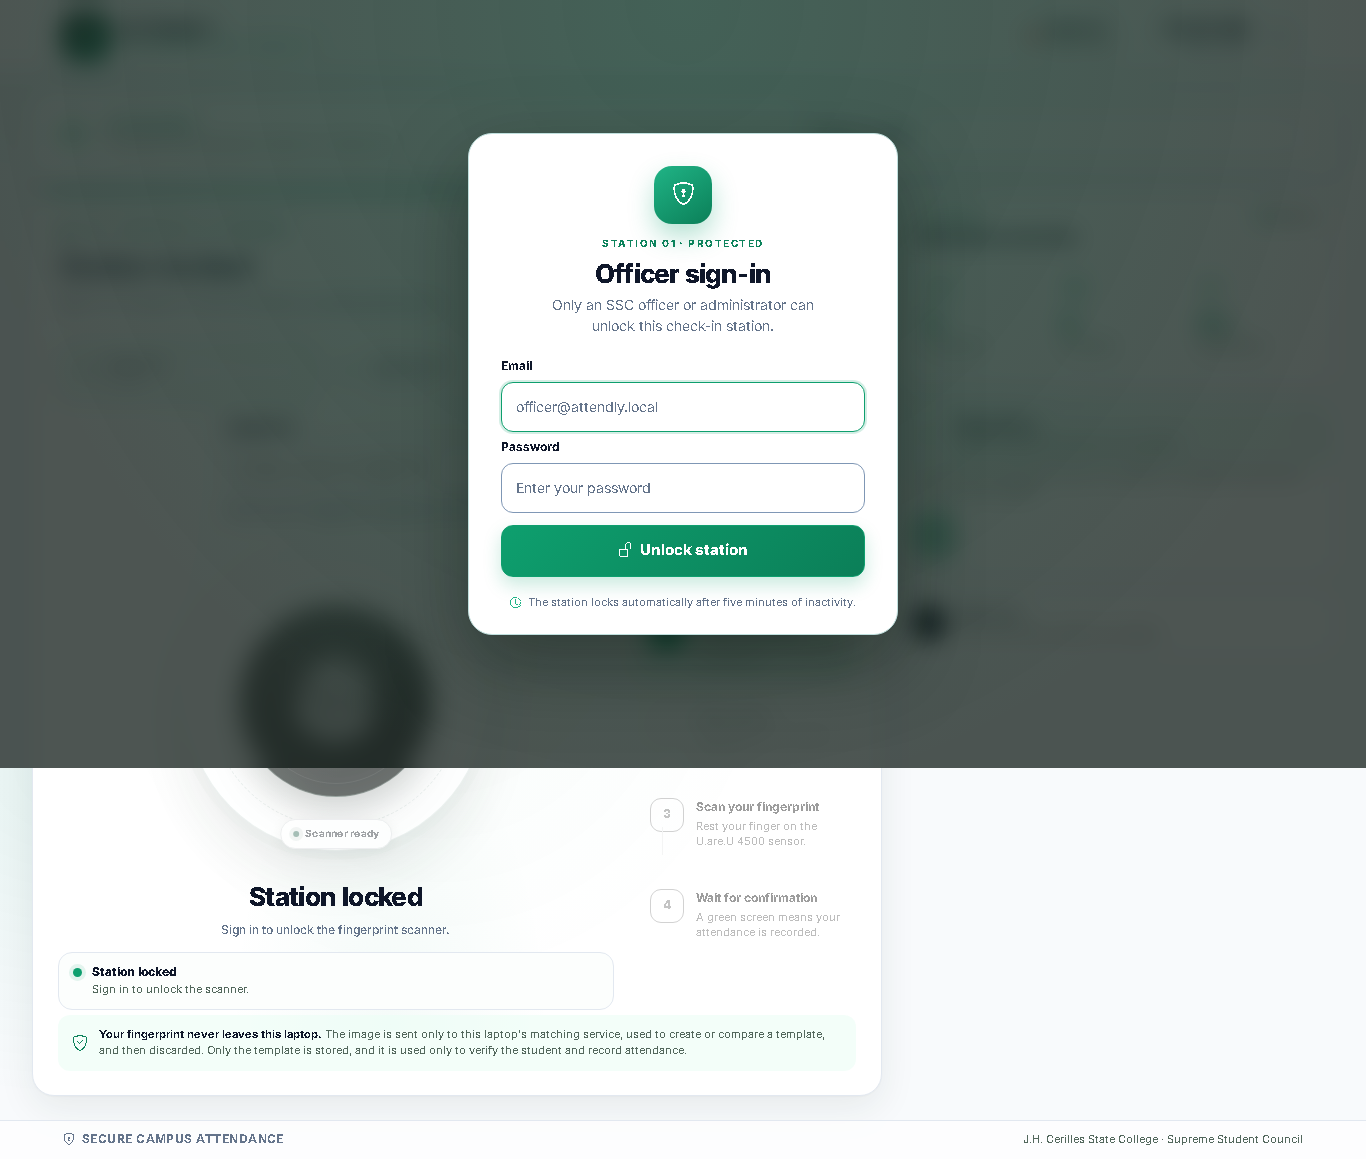 STATION 01 · PROTECTED
Officer sign-in
Only an SSC officer or administrator can
unlock this check-in station.
Email
officer@attendly.local
Password
Enter your password
Unlock station
The station locks automatically after five minutes of inactivity.
Scanner ready
Station locked
Sign in to unlock the fingerprint scanner.
Station locked
Sign in to unlock the scanner.
3
Scan your fingerprint
Rest your finger on the
U.are.U 4500 sensor.
4
Wait for confirmation
A green screen means your
attendance is recorded.
Your fingerprint never leaves this laptop. The image is sent only to this laptop's matching service, used to create or compare a template,
and then discarded. Only the template is stored, and it is used only to verify the student and record attendance.
SECURE CAMPUS ATTENDANCE
J.H. Cerilles State College · Supreme Student Council